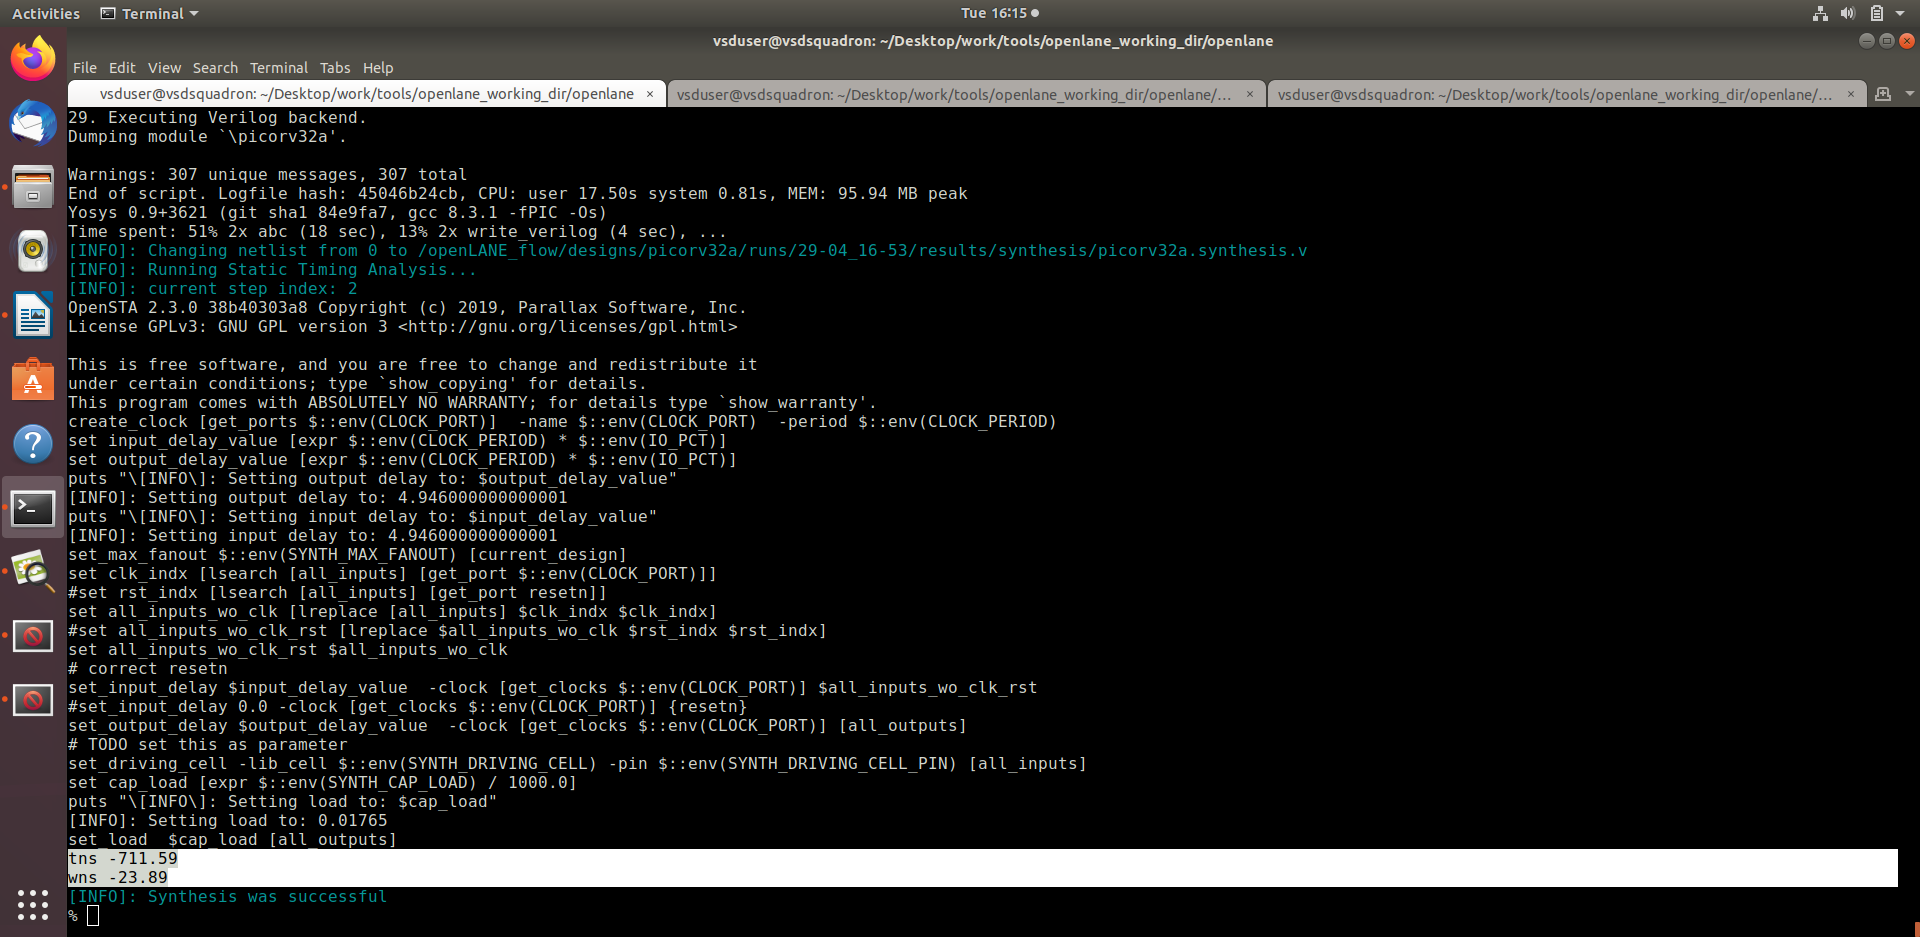 Activities Terminal Tue 16:15
vsduser@vsdsquadron: ~/Desktop/work/tools/openlane_working_dir/openlane
File Edit View Search Terminal Tabs Help
vsduser@vsdsquadron: ~/Desktop/work/tools/openlane_working_dir/openlane × vsduser@vsdsquadron: ~/Desktop/work/tools/openlane_working_dir/openlane/... × vsduser@vsdsquadron: ~/Desktop/work/tools/openlane_working_dir/openlane/... ×
29. Executing Verilog backend.
Dumping module `\picorv32a'.
Warnings: 307 unique messages, 307 total
End of script. Logfile hash: 45046b24cb, CPU: user 17.50s system 0.81s, MEM: 95.94 MB peak
Yosys 0.9+3621 (git sha1 84e9fa7, gcc 8.3.1 -fPIC -Os)
Time spent: 51% 2x abc (18 sec), 13% 2x write_verilog (4 sec), ...
[INFO]: Changing netlist from 0 to /openLANE_flow/designs/picorv32a/runs/29-04_16-53/results/synthesis/picorv32a.synthesis.v
[INFO]: Running Static Timing Analysis...
[INFO]: current step index: 2
OpenSTA 2.3.0 38b40303a8 Copyright (c) 2019, Parallax Software, Inc.
License GPLv3: GNU GPL version 3 <http://gnu.org/licenses/gpl.html>
This is free software, and you are free to change and redistribute it
under certain conditions; type `show_copying' for details.
This program comes with ABSOLUTELY NO WARRANTY; for details type `show_warranty'.
create_clock [get_ports $::env(CLOCK_PORT)]  -name $::env(CLOCK_PORT)  -period $::env(CLOCK_PERIOD)
set input_delay_value [expr $::env(CLOCK_PERIOD) * $::env(IO_PCT)]
set output_delay_value [expr $::env(CLOCK_PERIOD) * $::env(IO_PCT)]
puts "\[INFO\]: Setting output delay to: $output_delay_value"
[INFO]: Setting output delay to: 4.946000000000001
puts "\[INFO\]: Setting input delay to: $input_delay_value"
[INFO]: Setting input delay to: 4.946000000000001
set_max_fanout $::env(SYNTH_MAX_FANOUT) [current_design]
set clk_indx [lsearch [all_inputs] [get_port $::env(CLOCK_PORT)]]
#set rst_indx [lsearch [all_inputs] [get_port resetn]]
set all_inputs_wo_clk [lreplace [all_inputs] $clk_indx $clk_indx]
#set all_inputs_wo_clk_rst [lreplace $all_inputs_wo_clk $rst_indx $rst_indx]
set all_inputs_wo_clk_rst $all_inputs_wo_clk
# correct resetn
set_input_delay $input_delay_value  -clock [get_clocks $::env(CLOCK_PORT)] $all_inputs_wo_clk_rst
#set_input_delay 0.0 -clock [get_clocks $::env(CLOCK_PORT)] {resetn}
set_output_delay $output_delay_value  -clock [get_clocks $::env(CLOCK_PORT)] [all_outputs]
# TODO set this as parameter
set_driving_cell -lib_cell $::env(SYNTH_DRIVING_CELL) -pin $::env(SYNTH_DRIVING_CELL_PIN) [all_inputs]
set cap_load [expr $::env(SYNTH_CAP_LOAD) / 1000.0]
puts "\[INFO\]: Setting load to: $cap_load"
[INFO]: Setting load to: 0.01765
set_load  $cap_load [all_outputs]
tns -711.59
wns -23.89
[INFO]: Synthesis was successful
%